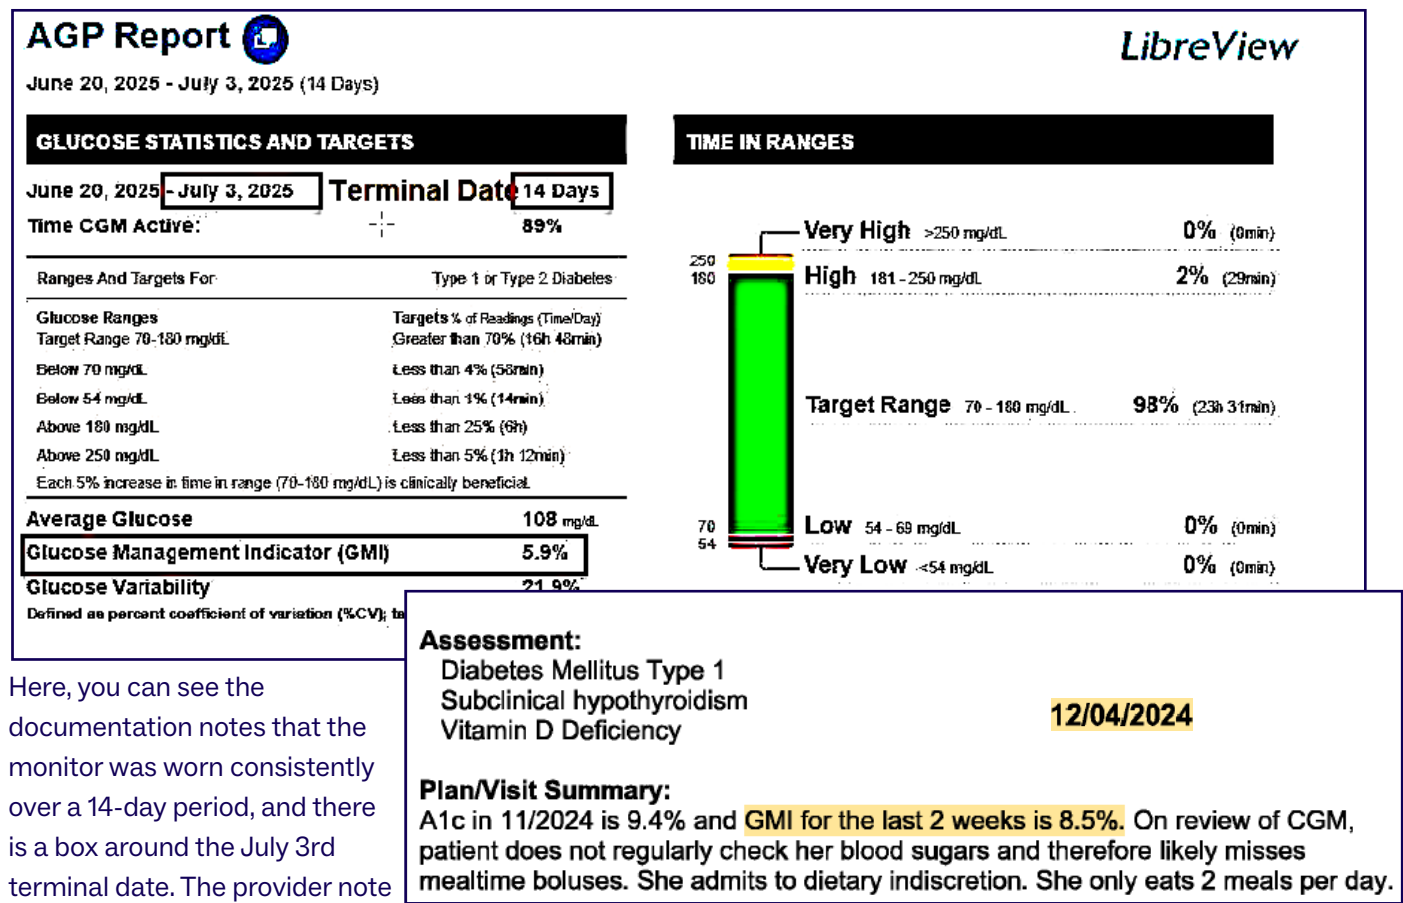 AGP Report
LibreView
June 20, 2025 - July 3, 2025 (14 Days)
GLUCOSE STATISTICS AND TARGETS
June 20, 2025 - July 3, 2025 Terminal Date 14 Days
Time CGM Active: 89%
Ranges And Targets For Type 1 or Type 2 Diabetes
Glucose Ranges Targets % of Readings (Time/Day)
Target Range 70-180 mg/dL Greater than 70% (16h 48min)
Below 70 mg/dL Less than 4% (58min)
Below 54 mg/dL Less than 1% (14min)
Above 180 mg/dL Less than 25% (6h)
Above 250 mg/dL Less than 5% (1h 12min)
Each 5% increase in time in range (70-180 mg/dL) is clinically beneficial.
Average Glucose 108 mg/dL
Glucose Management Indicator (GMI) 5.9%
Glucose Variability 21.9%
Defined as percent coefficient of variation (%CV);
TIME IN RANGES
Very High >250 mg/dL 0% (0min)
250
180
High 181 - 250 mg/dL 2% (29min)
Target Range 70 - 180 mg/dL 98% (23h 31min)
70
54
Low 54 - 69 mg/dL 0% (0min)
Very Low <54 mg/dL 0% (0min)
Here, you can see the
documentation notes that the
monitor was worn consistently
over a 14-day period, and there
is a box around the July 3rd
terminal date. The provider note
Assessment:
Diabetes Mellitus Type 1
Subclinical hypothyroidism
Vitamin D Deficiency
12/04/2024
Plan/Visit Summary:
A1c in 11/2024 is 9.4% and GMI for the last 2 weeks is 8.5%. On review of CGM,
patient does not regularly check her blood sugars and therefore likely misses
mealtime boluses. She admits to dietary indiscretion. She only eats 2 meals per day.